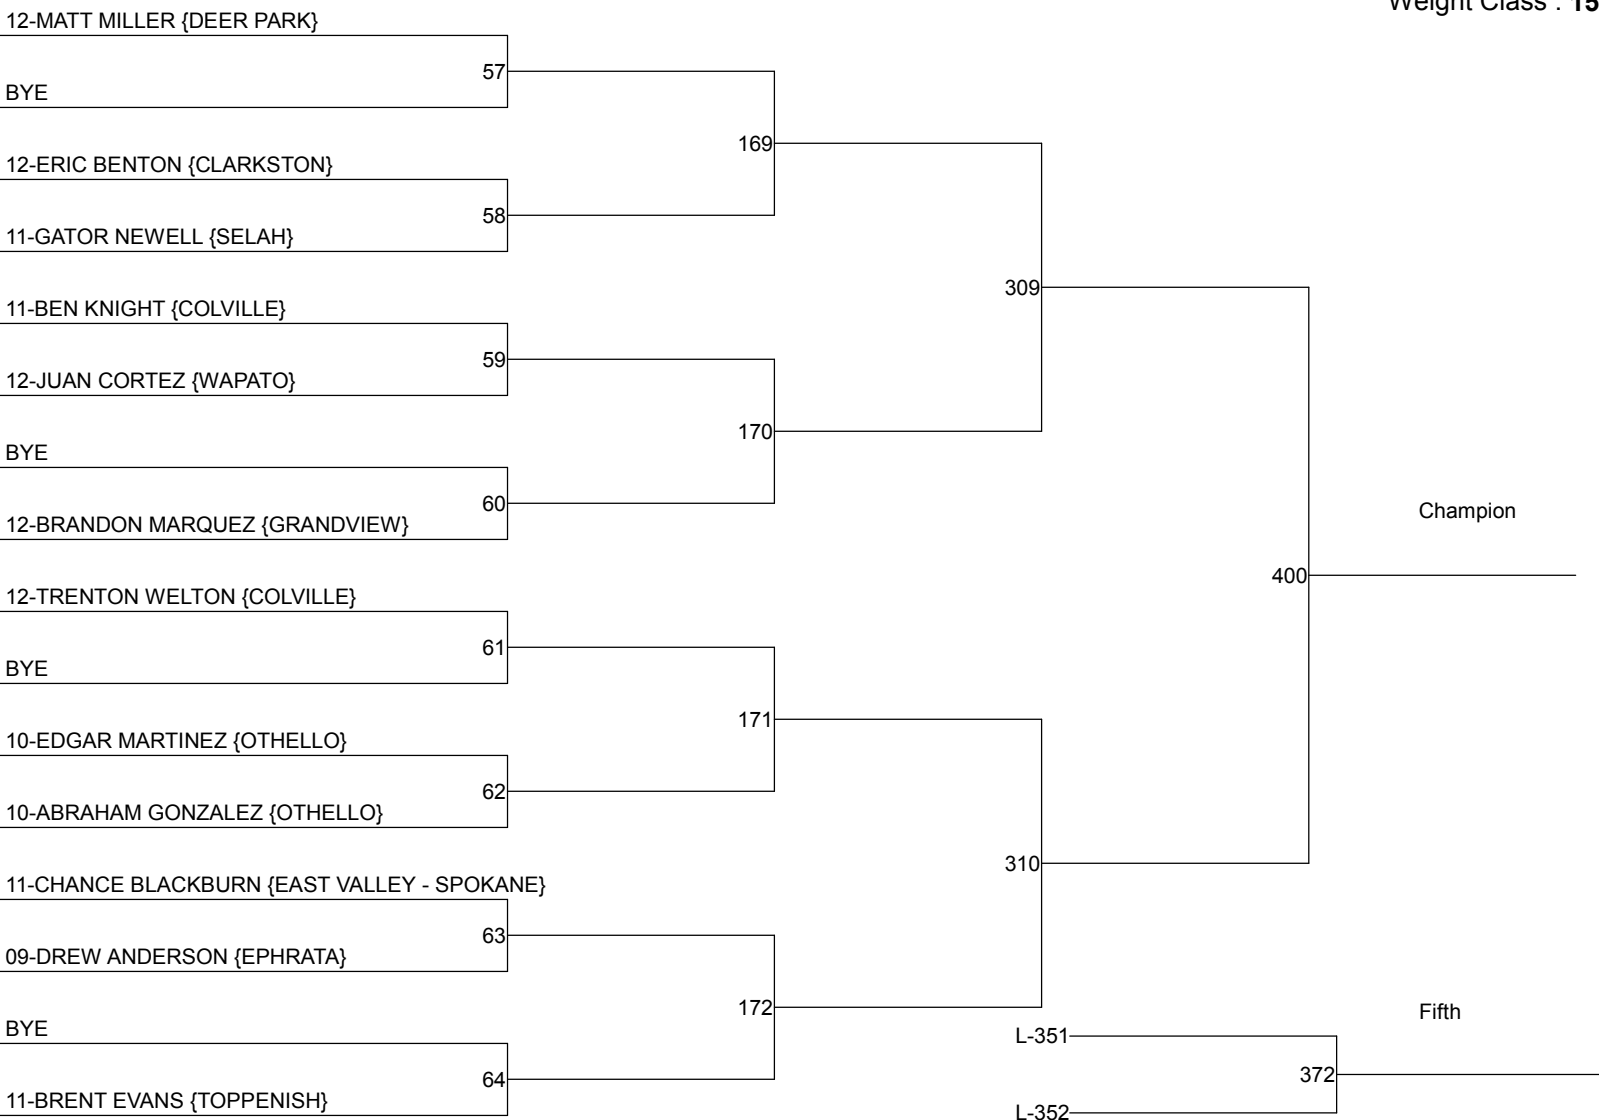 Weight Class : 15
12-MATT MILLER {DEER PARK}
57
BYE
169
12-ERIC BENTON {CLARKSTON}
58
11-GATOR NEWELL {SELAH}
309
11-BEN KNIGHT {COLVILLE}
59
12-JUAN CORTEZ {WAPATO}
170
BYE
60
12-BRANDON MARQUEZ {GRANDVIEW}
Champion
400
12-TRENTON WELTON {COLVILLE}
61
BYE
171
10-EDGAR MARTINEZ {OTHELLO}
62
10-ABRAHAM GONZALEZ {OTHELLO}
310
11-CHANCE BLACKBURN {EAST VALLEY - SPOKANE}
63
09-DREW ANDERSON {EPHRATA}
172
Fifth
BYE
L-351
64
372
11-BRENT EVANS {TOPPENISH}
L-352